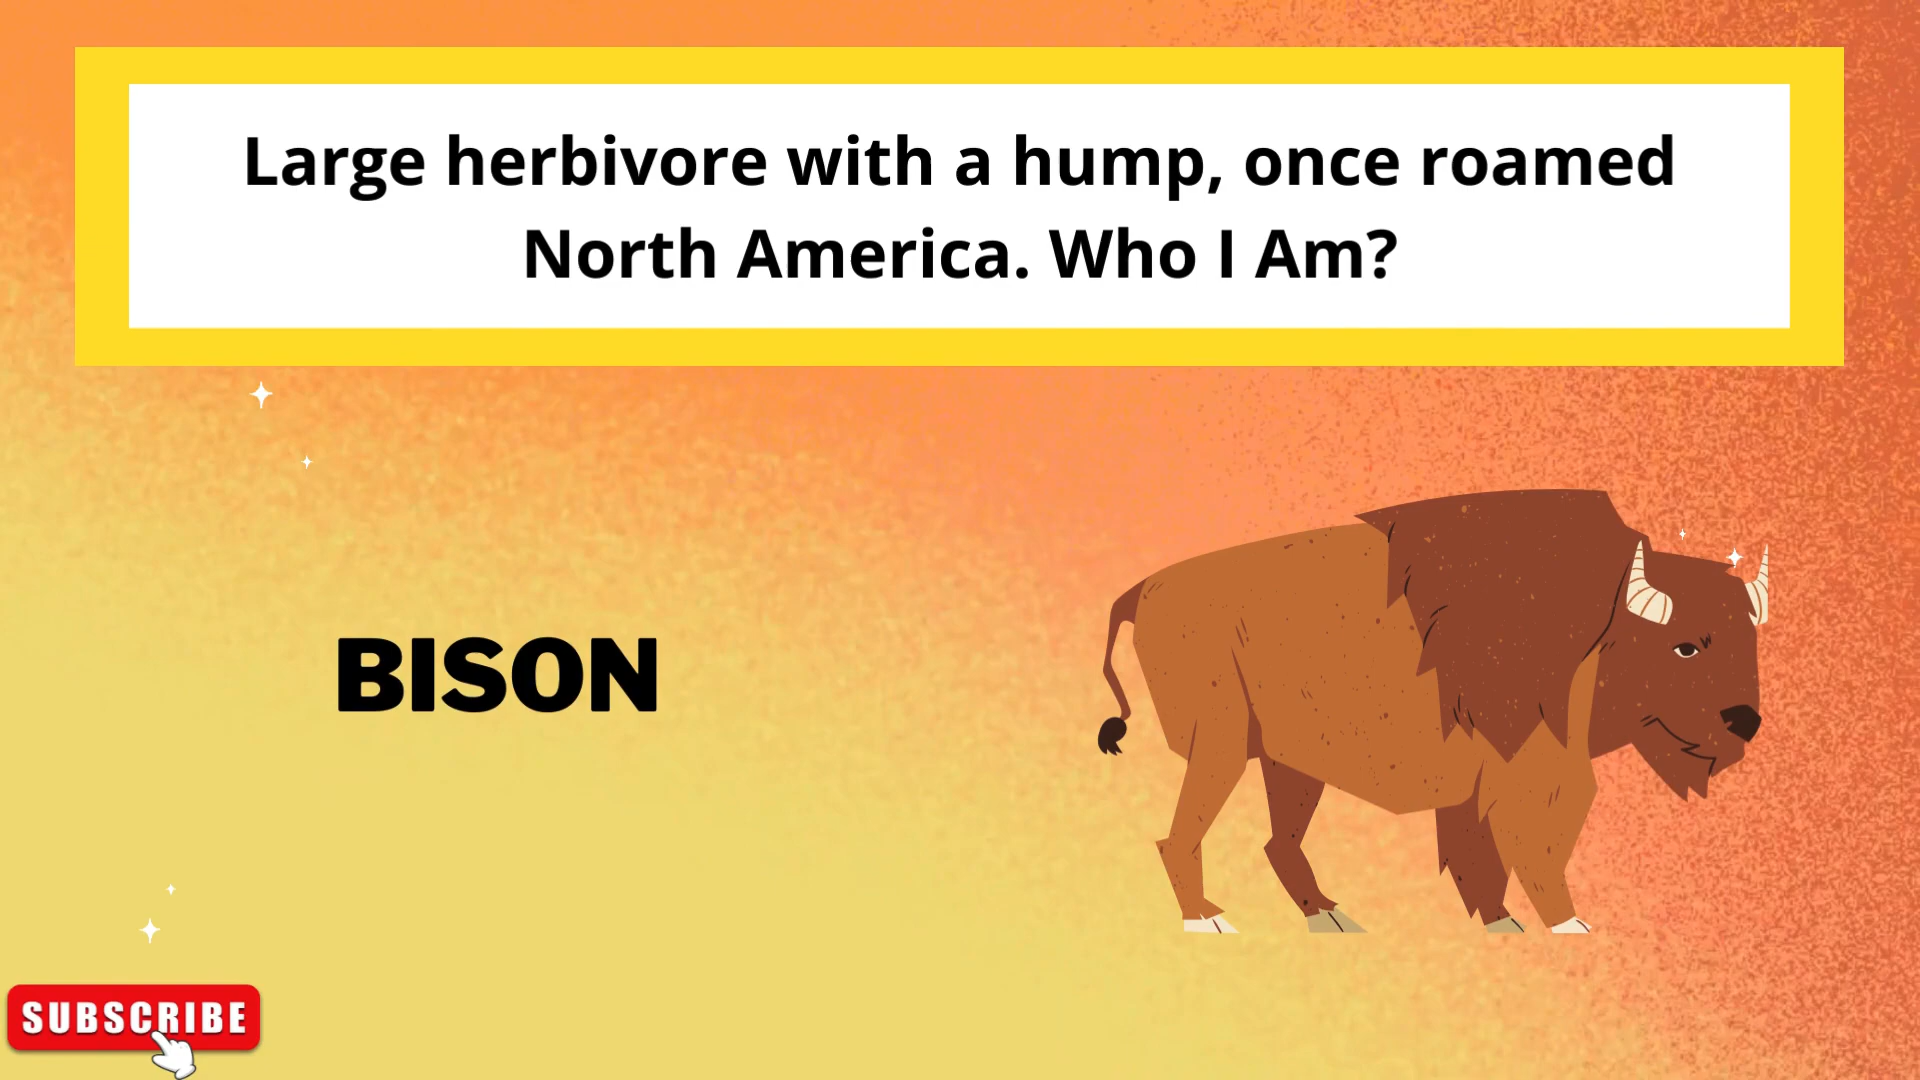 Large herbivore with a hump, once roamed
North America. Who I Am?
BISON
SUBSCRIBE